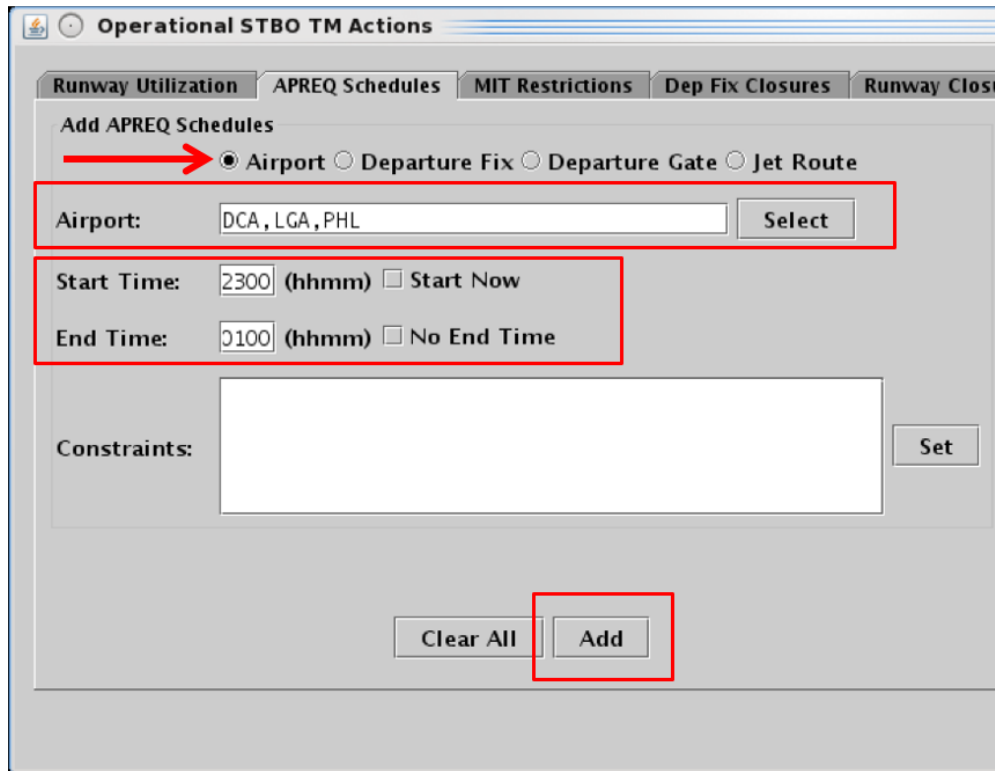 Operational STBO TM Actions
Runway Utilization APREQ Schedules MIT Restrictions Dep Fix Closures Runway Clos
Add APREQ Schedules
Airport Departure Fix Departure Gate Jet Route
Airport: DCA,LGA,PHL Select
Start Time: 2300 (hhmm) Start Now
End Time: 0100 (hhmm) No End Time
Constraints: Set
Clear All Add